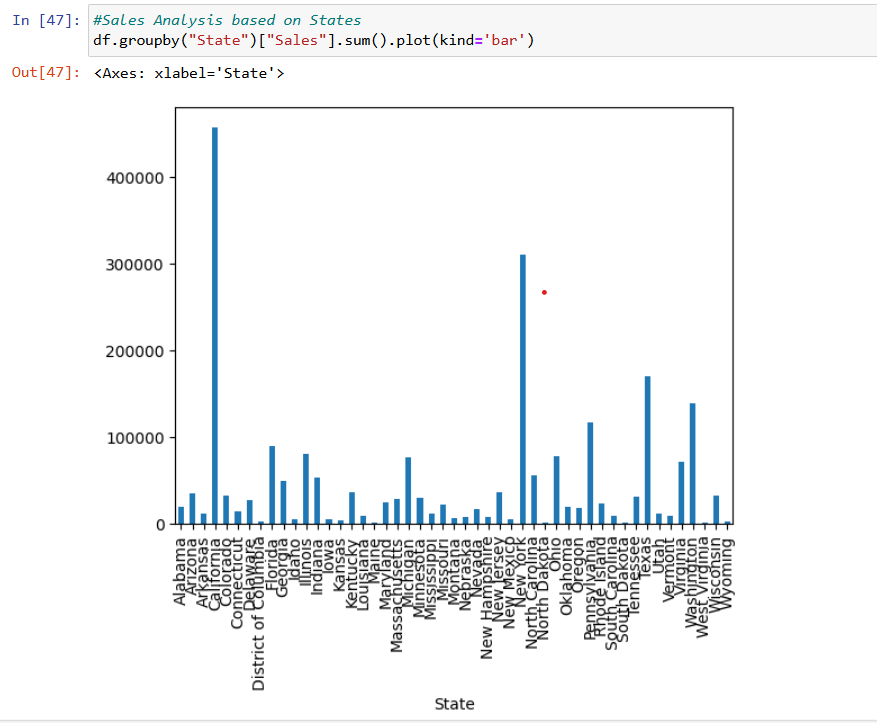 In [47]: #Sales Analysis based on States
df.groupby("State")["Sales"].sum().plot(kind='bar')
Out[47]: <Axes: xlabel='State'>
400000
300000
200000
100000
0
Alabama
Arizona
Arkansas
California
Colorado
Connecticut
Delaware
District of Columbia
Florida
Georgia
Idaho
Illinois
Indiana
Iowa
Kansas
Kentucky
Louisiana
Maine
Maryland
Massachusetts
Michigan
Minnesota
Mississippi
Missouri
Montana
Nebraska
Nevada
New Hampshire
New Jersey
New Mexico
New York
North Carolina
North Dakota
Ohio
Oklahoma
Oregon
Pennsylvania
Rhode Island
South Carolina
South Dakota
Tennessee
Texas
Utah
Vermont
Virginia
Washington
West Virginia
Wisconsin
Wyoming
State